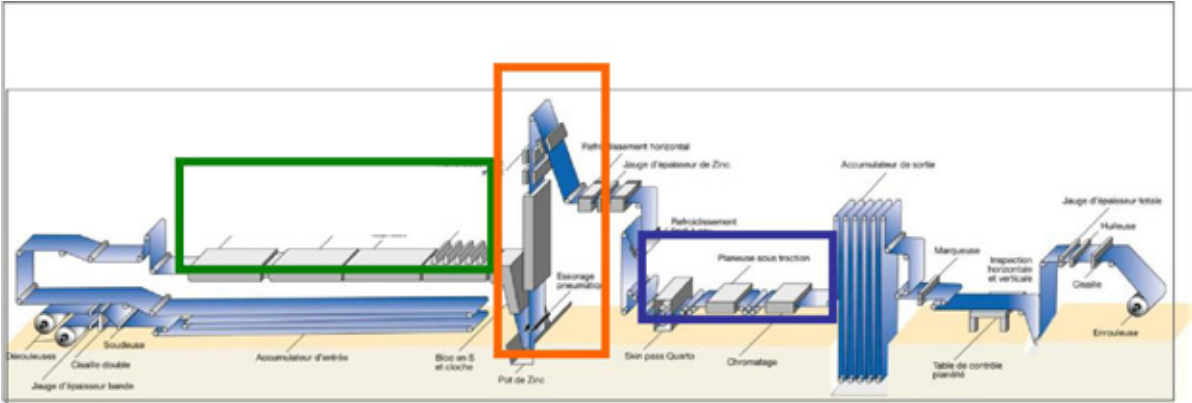 Refroidissement horizontal
Jauge d'épaisseur de Zinc
Accumulateur de sortie
Jauge d'épaisseur totale
Huileuse
Refroidissement
Marqueuse
Inspection
horizontale
et verticale
Planeuse sous traction
Essorage
pneumatique
Cisaille
Enrouleuse
Dérouleuses
Soudeuse
Cisaille double
Jauge d'épaisseur bande
Accumulateur d'entrée
Bloc en S
et cloche
Pot de Zinc
Skin pass Quarto
Chromatage
Table de contrôle
planéité